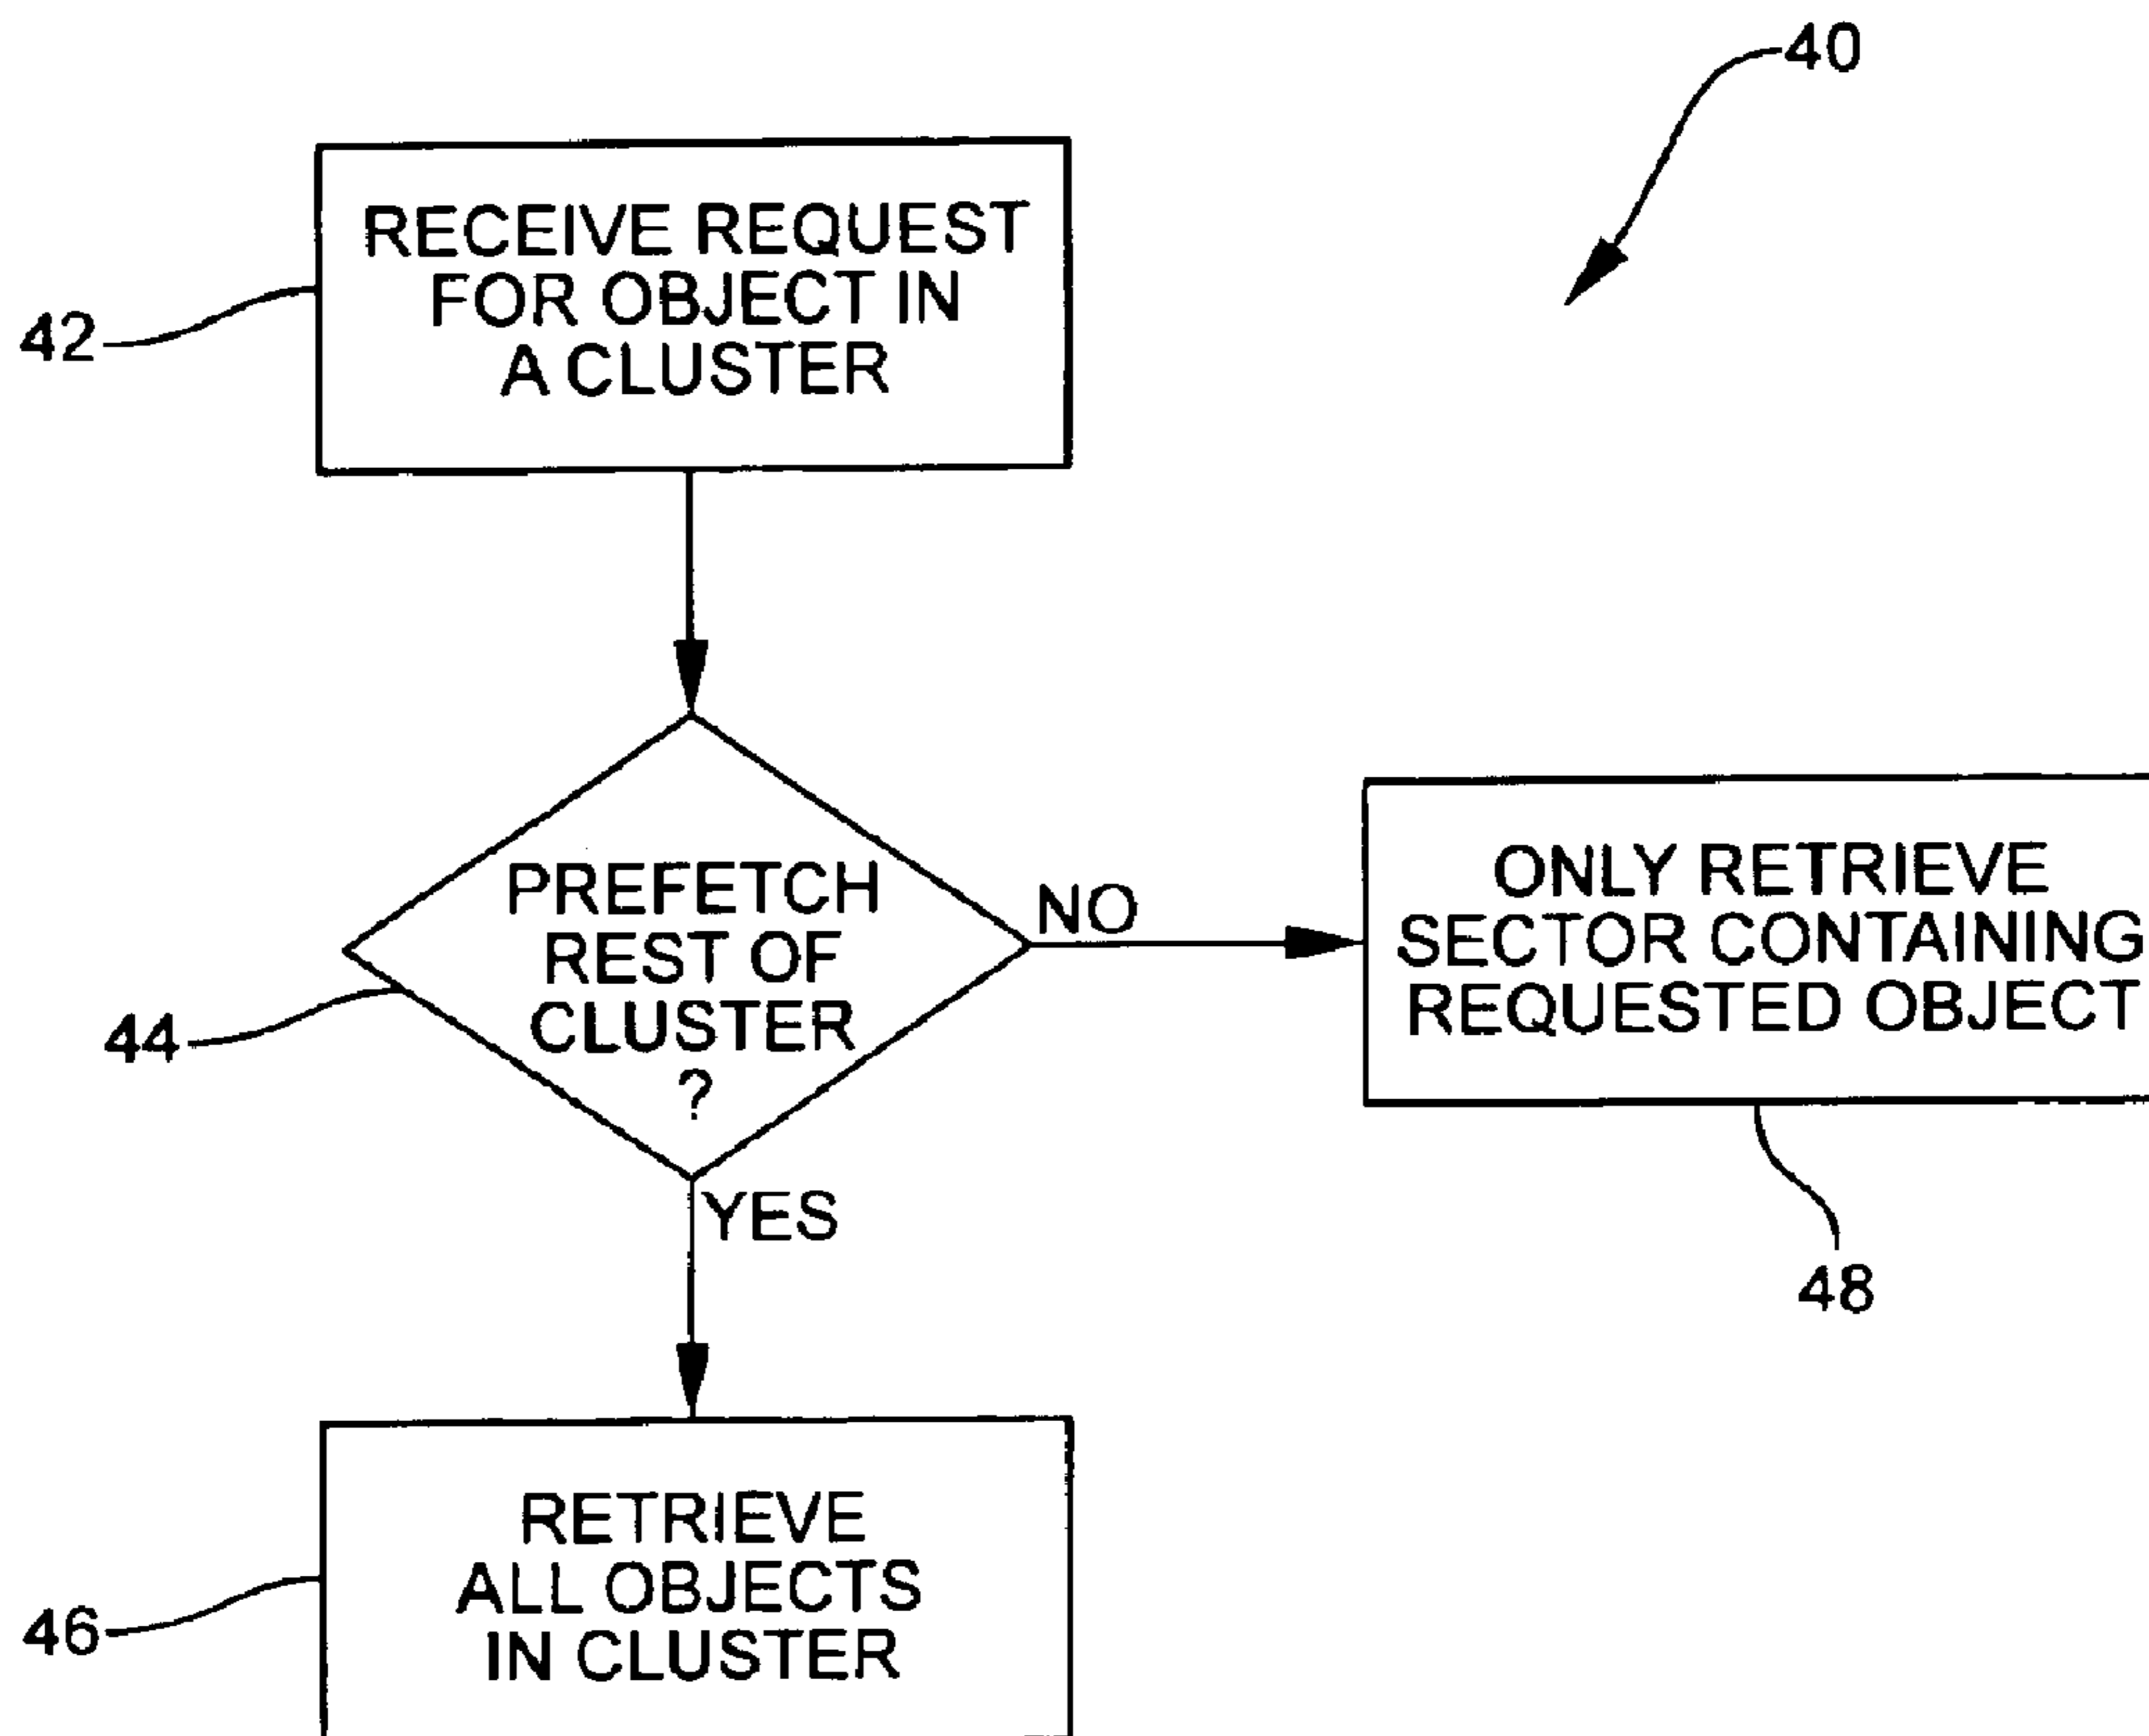 40
RECEIVE REQUEST
FOR OBJECT IN
A CLUSTER
42
PREFETCH
REST OF
CLUSTER
?
44
NO
ONLY RETRIEVE
SECTOR CONTAINING
REQUESTED OBJECT
48
YES
RETRIEVE
ALL OBJECTS
IN CLUSTER
46